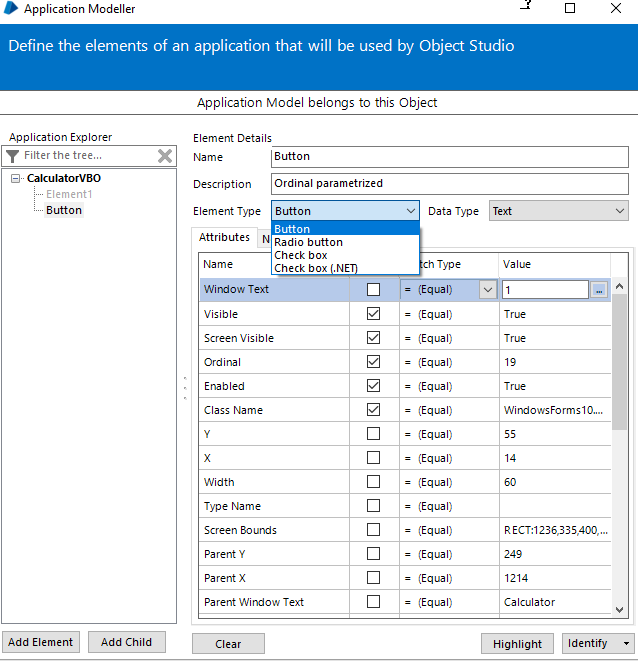 Application Modeller
Define the elements of an application that will be used by Object Studio
Application Model belongs to this Object
Application Explorer
Filter the tree...
CalculatorVBO
Element1
Button
Element Details
Name Button
Description Ordinal parametrized
Element Type Button Data Type Text
Button
Radio button
Check box
Check box (.NET)
Attributes N
Name tch Type Value
Window Text = (Equal) 1 ...
Visible = (Equal) True
Screen Visible = (Equal) True
Ordinal = (Equal) 19
Enabled = (Equal) True
Class Name = (Equal) WindowsForms10....
Y = (Equal) 55
X = (Equal) 14
Width = (Equal) 60
Type Name = (Equal)
Screen Bounds = (Equal) RECT:1236,335,400,...
Parent Y = (Equal) 249
Parent X = (Equal) 1214
Parent Window Text = (Equal) Calculator
Add Element Add Child Clear Highlight Identify